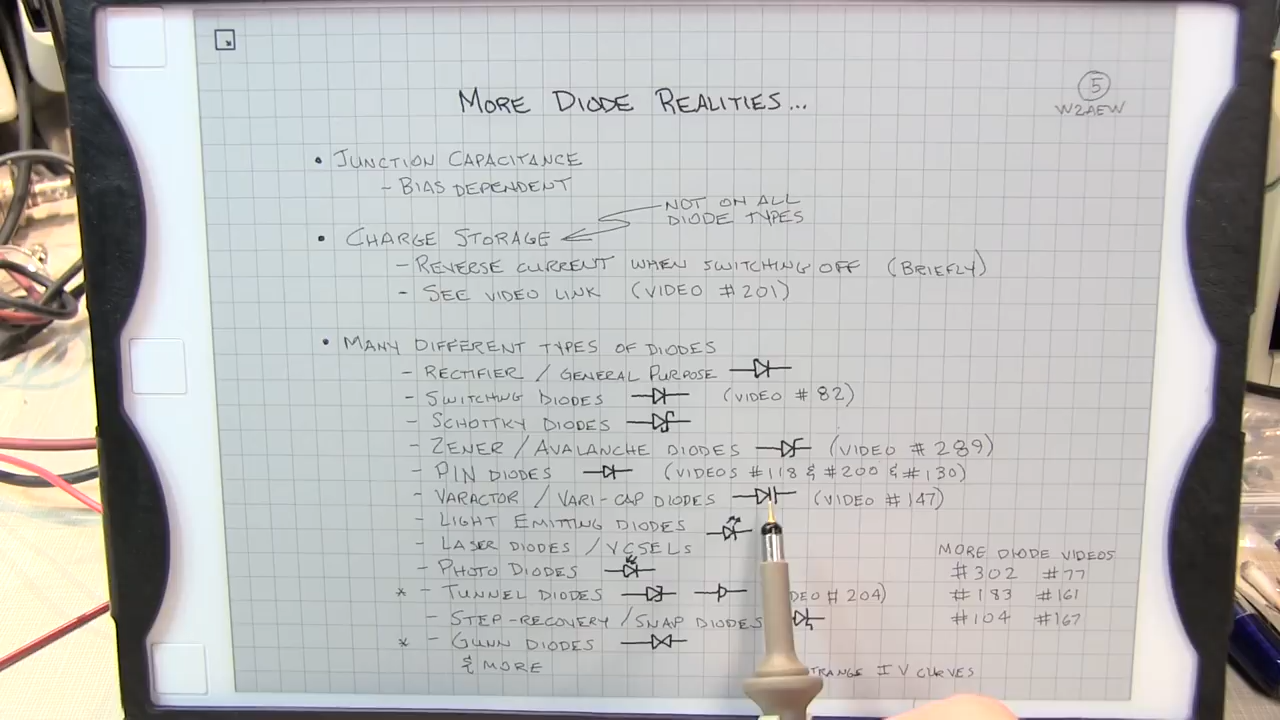 5
W2AEW
MORE DIODE REALITIES...
• JUNCTION CAPACITANCE
- BIAS DEPENDENT
NOT ON ALL
DIODE TYPES
• CHARGE STORAGE
- REVERSE CURRENT WHEN SWITCHING OFF (BRIEFLY)
- SEE VIDEO LINK (VIDEO #201)
• MANY DIFFERENT TYPES OF DIODES
- RECTIFIER / GENERAL PURPOSE
- SWITCHING DIODES (VIDEO #82)
- SCHOTTKY DIODES
- ZENER / AVALANCHE DIODES (VIDEO #289)
- PIN DIODES (VIDEOS #118 & #200 & #130)
- VARACTOR / VARI-CAP DIODES (VIDEO #147)
- LIGHT EMITTING DIODES
- LASER DIODES / VCSELS
- PHOTO DIODES
* - TUNNEL DIODES #204)
- STEP-RECOVERY / SNAP DIODES
* - GUNN DIODES
& MORE
MORE DIODE VIDEOS
#302 #77
#183 #161
#104 #167
I V CURVES